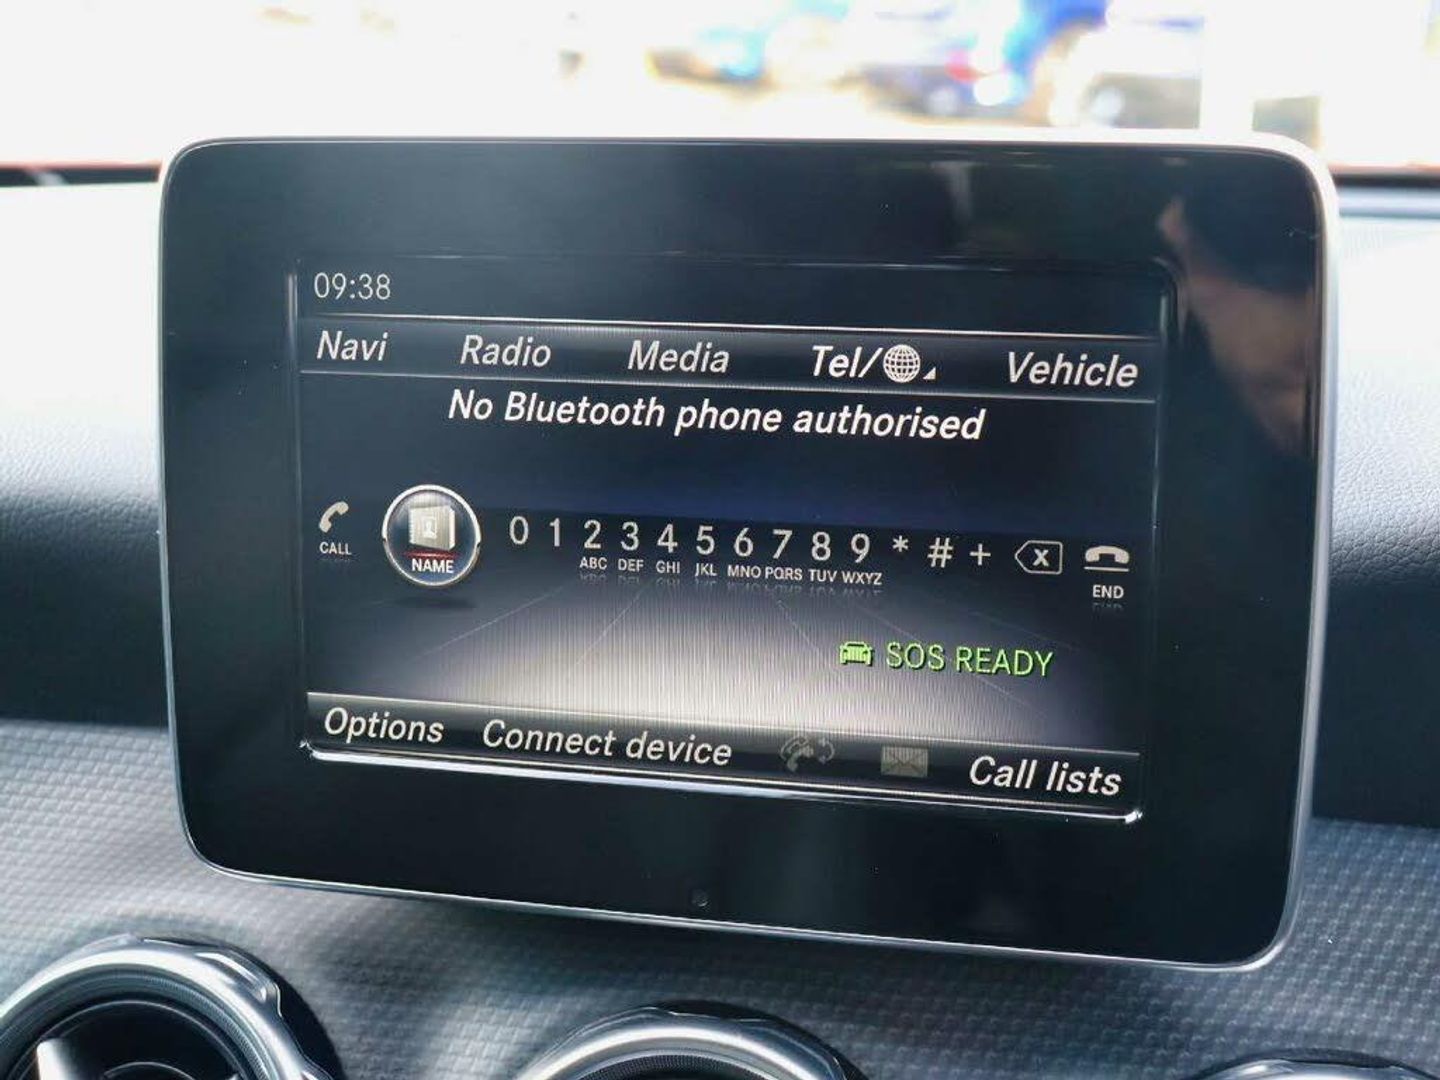 09:38
Navi Radio Media Tel/ Vehicle
No Bluetooth phone authorised
CALL NAME 0 1 2 3 4 5 6 7 8 9 * # + X END
ABC DEF GHI JKL MNO PQRS TUV WXYZ
SOS READY
Options Connect device Call lists